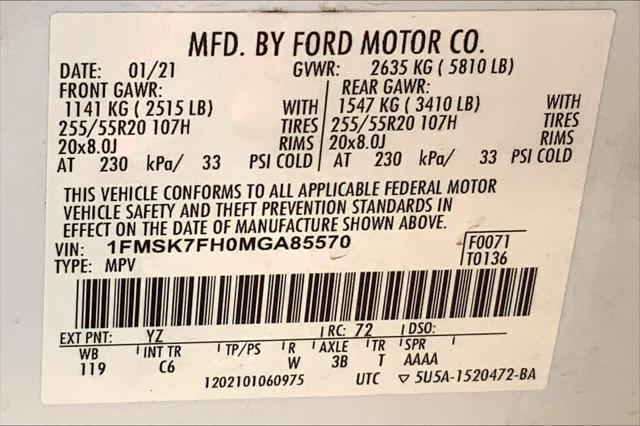 MFD. BY FORD MOTOR CO.
DATE: 01/21 GVWR: 2635 KG ( 5810 LB)
FRONT GAWR: REAR GAWR:
1141 KG ( 2515 LB) WITH 1547 KG ( 3410 LB) WITH
255/55R20 107H TIRES 255/55R20 107H TIRES
20x8.0J RIMS 20x8.0J RIMS
AT 230 kPa/ 33 PSI COLD AT 230 kPa/ 33 PSI COLD
THIS VEHICLE CONFORMS TO ALL APPLICABLE FEDERAL MOTOR
VEHICLE SAFETY AND THEFT PREVENTION STANDARDS IN
EFFECT ON THE DATE OF MANUFACTURE SHOWN ABOVE.
VIN: 1FMSK7FH0MGA85570 F0071
TYPE: MPV T0136
EXT PNT: YZ RC: 72 DSO:
WB INT TR TP/PS R AXLE TR SPR
119 C6 W 3B T AAAA
1202101060975 UTC ▽ 5U5A-1520472-BA